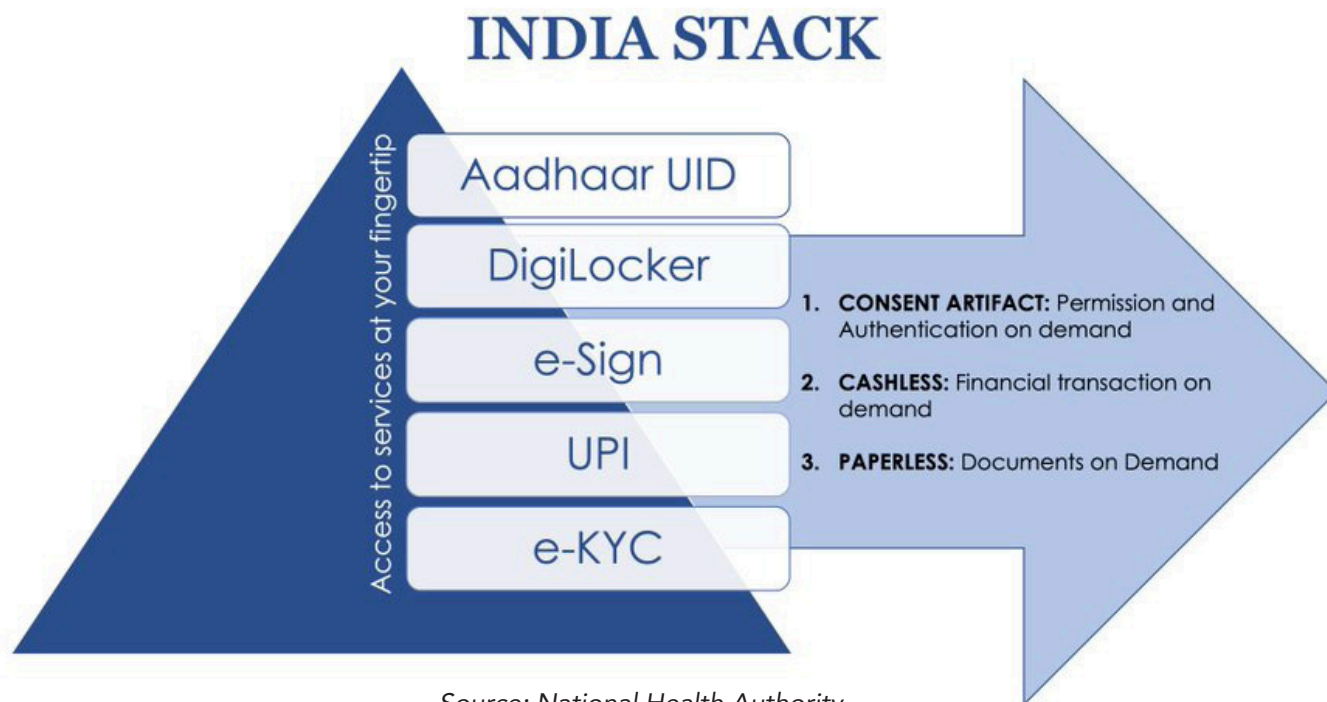 INDIA STACK
Access to services at your fingertip
Aadhaar UID
DigiLocker
e-Sign
UPI
e-KYC
1. CONSENT ARTIFACT: Permission and
Authentication on demand
2. CASHLESS: Financial transaction on
demand
3. PAPERLESS: Documents on Demand
Source: National Health Authority